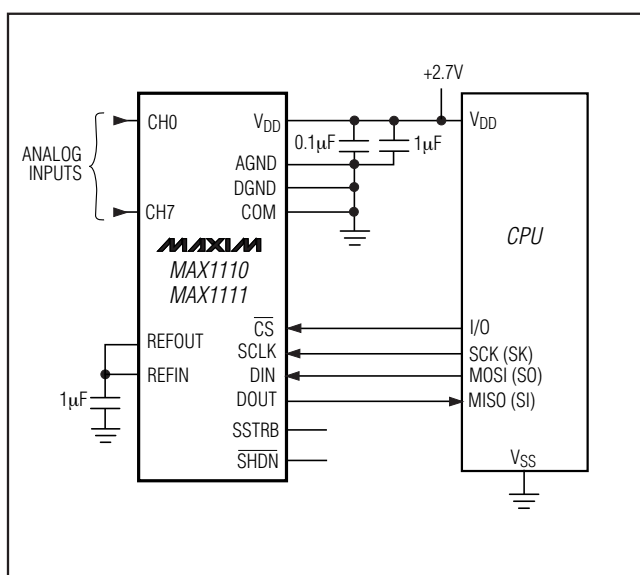 +2.7V
CH0
VDD
VDD
0.1µF
1µF
ANALOG
INPUTS
AGND
DGND
CH7
COM
CPU
MAXIM
MAX1110
MAX1111
CS
I/O
REFOUT
SCLK
SCK (SK)
REFIN
DIN
MOSI (SO)
1µF
DOUT
MISO (SI)
SSTRB
SHDN
VSS